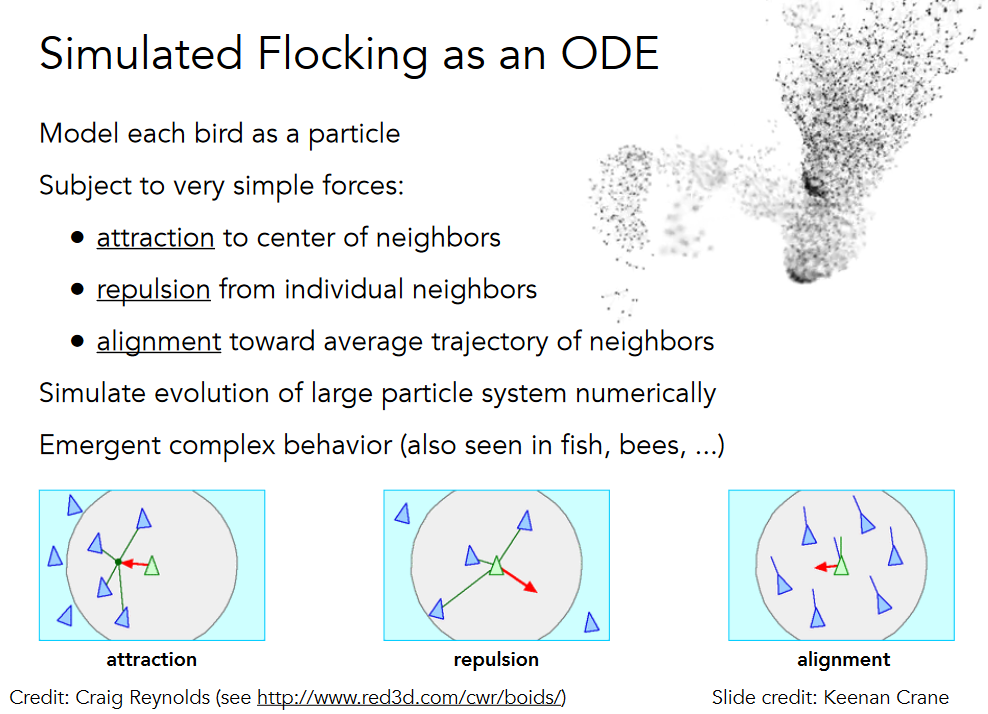 Simulated Flocking as an ODE
Model each bird as a particle
Subject to very simple forces:
● attraction to center of neighbors
● repulsion from individual neighbors
● alignment toward average trajectory of neighbors
Simulate evolution of large particle system numerically
Emergent complex behavior (also seen in fish, bees, ...)
attraction
repulsion
alignment
Credit: Craig Reynolds (see http://www.red3d.com/cwr/boids/)
Slide credit: Keenan Crane